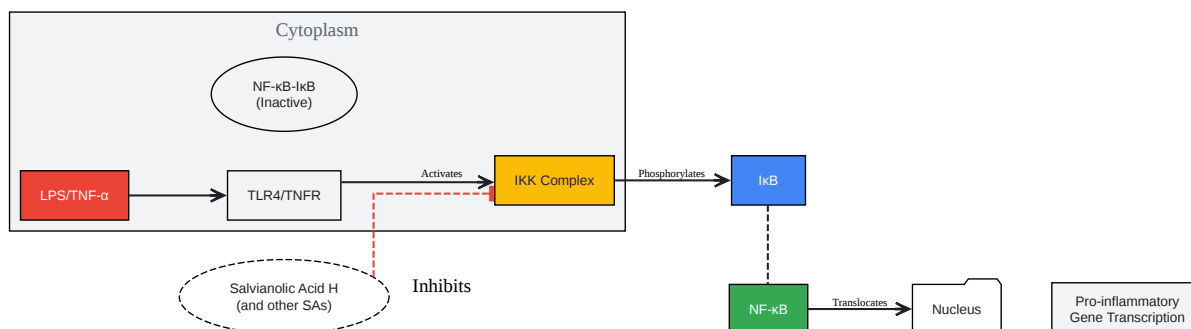 Cytoplasm
NF-κB-IκB
(Inactive)
LPS/TNF-α
TLR4/TNFR
Activates
IKK Complex
Phosphorylates
IκB
Salvianolic Acid H
(and other SAs)
Inhibits
NF-κB
Translocates
Nucleus
Pro-inflammatory
Gene Transcription